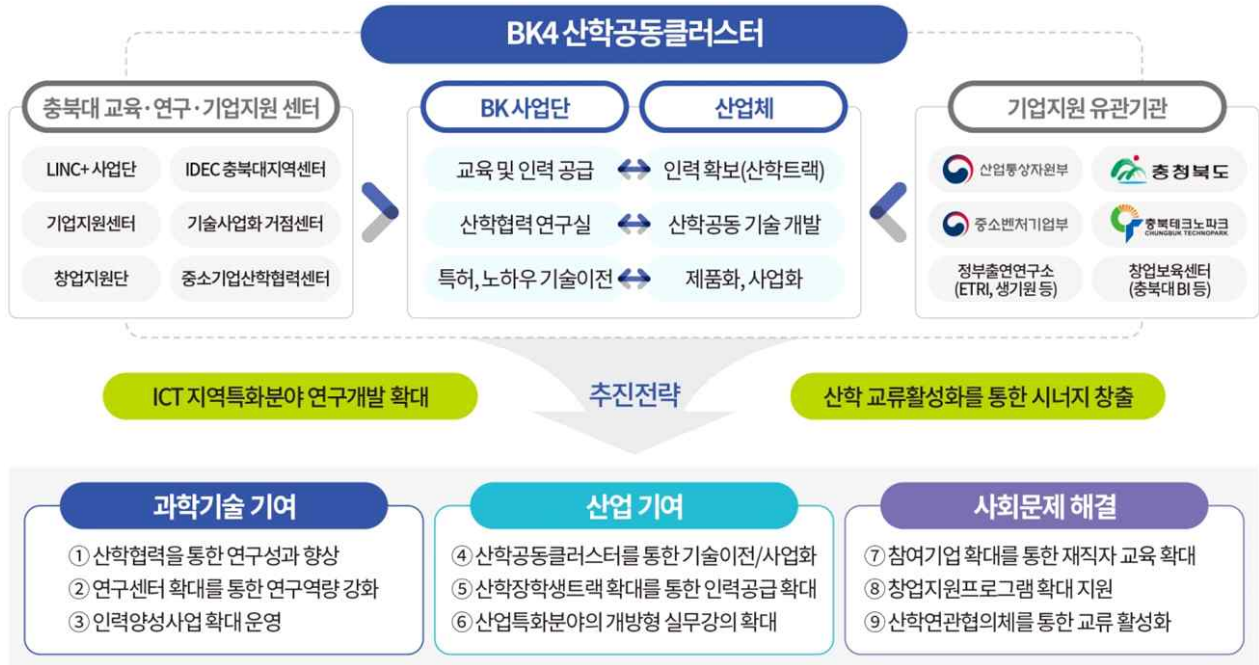 BK4 산학공동클러스터
충북대 교육·연구·기업지원 센터
LINC+ 사업단
IDEC 충북대지역센터
기업지원센터
기술사업화 거점센터
창업지원단
중소기업산학협력센터
BK 사업단
산업체
교육 및 인력 공급
인력 확보(산학트랙)
산학협력 연구실
산학공동 기술 개발
특허, 노하우 기술이전
제품화, 사업화
기업지원 유관기관
산업통상자원부
충청북도
중소벤처기업부
충북테크노파크
CHUNGBUK TECHNOPARK
정부출연연구소
(ETRI, 생기원 등)
창업보육센터
(충북대 BI 등)
ICT 지역특화분야 연구개발 확대
추진전략
산학 교류활성화를 통한 시너지 창출
과학기술 기여
① 산학협력을 통한 연구성과 향상
② 연구센터 확대를 통한 연구역량 강화
③ 인력양성사업 확대 운영
산업 기여
④ 산학공동클러스터를 통한 기술이전/사업화
⑤ 산학장학생트랙 확대를 통한 인력공급 확대
⑥ 산업특화분야의 개방형 실무강의 확대
사회문제 해결
⑦ 참여기업 확대를 통한 재직자 교육 확대
⑧ 창업지원프로그램 확대 지원
⑨ 산학연관협의체를 통한 교류 활성화